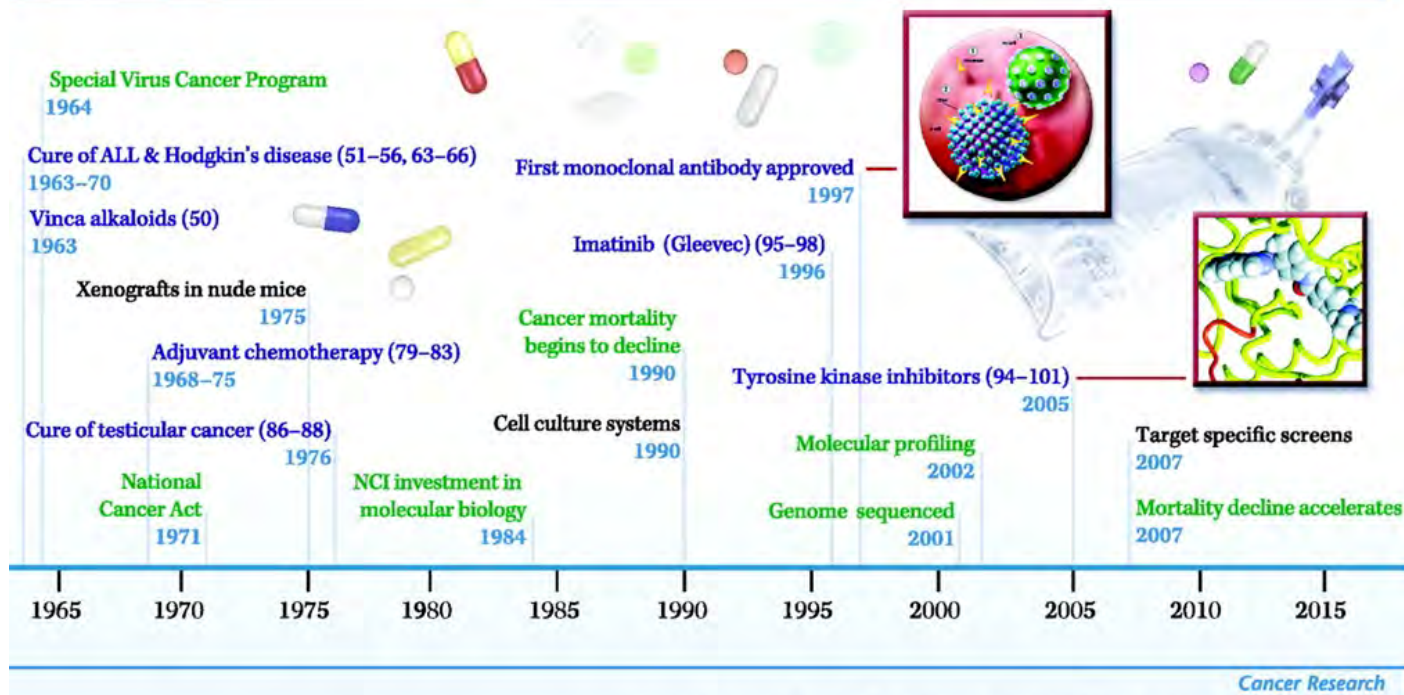 Special Virus Cancer Program
1964
Cure of ALL & Hodgkin's disease (51–56, 63–66)
1963–70
Vinca alkaloids (50)
1963
Xenografts in nude mice
1975
Adjuvant chemotherapy (79–83)
1968–75
Cure of testicular cancer (86–88)
1976
National
Cancer Act
1971
NCI investment in
molecular biology
1984
First monoclonal antibody approved
1997
Imatinib (Gleevec) (95–98)
1996
Cancer mortality
begins to decline
1990
Cell culture systems
1990
Tyrosine kinase inhibitors (94–101)
2005
Molecular profiling
2002
Genome sequenced
2001
Target specific screens
2007
Mortality decline accelerates
2007
1965 1970 1975 1980 1985 1990 1995 2000 2005 2010 2015
Cancer Research